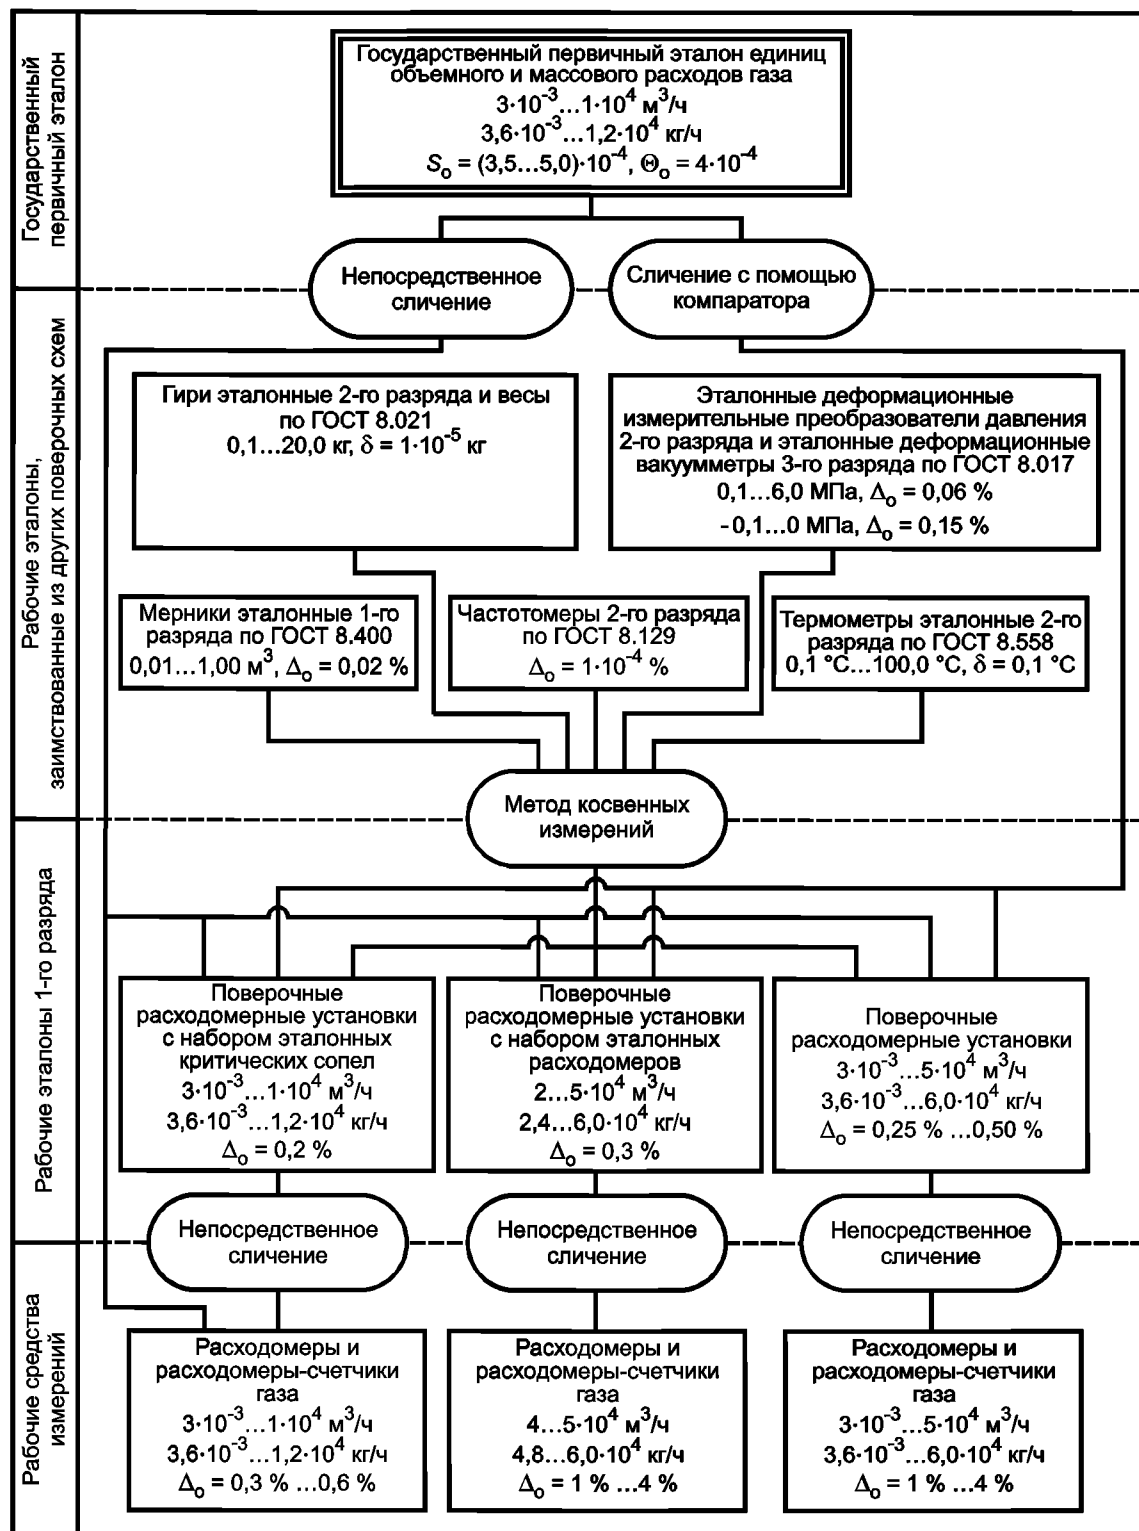 Государственный
первичный эталон
Государственный первичный эталон единиц
объемного и массового расходов газа
3·10⁻³...1·10⁴ м³/ч
3,6·10⁻³...1,2·10⁴ кг/ч
Sₒ = (3,5...5,0)·10⁻⁴, Θₒ = 4·10⁻⁴
Непосредственное
сличение
Сличение с помощью
компаратора
Рабочие эталоны,
заимствованные из других поверочных схем
Гири эталонные 2-го разряда и весы
по ГОСТ 8.021
0,1...20,0 кг, δ = 1·10⁻⁵ кг
Эталонные деформационные
измерительные преобразователи давления
2-го разряда и эталонные деформационные
вакуумметры 3-го разряда по ГОСТ 8.017
0,1...6,0 МПа, Δₒ = 0,06 %
-0,1...0 МПа, Δₒ = 0,15 %
Мерники эталонные 1-го
разряда по ГОСТ 8.400
0,01...1,00 м³, Δₒ = 0,02 %
Частотомеры 2-го разряда
по ГОСТ 8.129
Δₒ = 1·10⁻⁴ %
Термометры эталонные 2-го
разряда по ГОСТ 8.558
0,1 °С...100,0 °С, δ = 0,1 °С
Метод косвенных
измерений
Рабочие эталоны 1-го разряда
Поверочные
расходомерные установки
с набором эталонных
критических сопел
3·10⁻³...1·10⁴ м³/ч
3,6·10⁻³...1,2·10⁴ кг/ч
Δₒ = 0,2 %
Поверочные
расходомерные установки
с набором эталонных
расходомеров
2...5·10⁴ м³/ч
2,4...6,0·10⁴ кг/ч
Δₒ = 0,3 %
Поверочные
расходомерные установки
3·10⁻³...5·10⁴ м³/ч
3,6·10⁻³...6,0·10⁴ кг/ч
Δₒ = 0,25 % ...0,50 %
Непосредственное
сличение
Непосредственное
сличение
Непосредственное
сличение
Рабочие средства
измерений
Расходомеры и
расходомеры-счетчики
газа
3·10⁻³...1·10⁴ м³/ч
3,6·10⁻³...1,2·10⁴ кг/ч
Δₒ = 0,3 % ...0,6 %
Расходомеры и
расходомеры-счетчики
газа
4...5·10⁴ м³/ч
4,8...6,0·10⁴ кг/ч
Δₒ = 1 % ...4 %
Расходомеры и
расходомеры-счетчики
газа
3·10⁻³...5·10⁴ м³/ч
3,6·10⁻³...6,0·10⁴ кг/ч
Δₒ = 1 % ...4 %